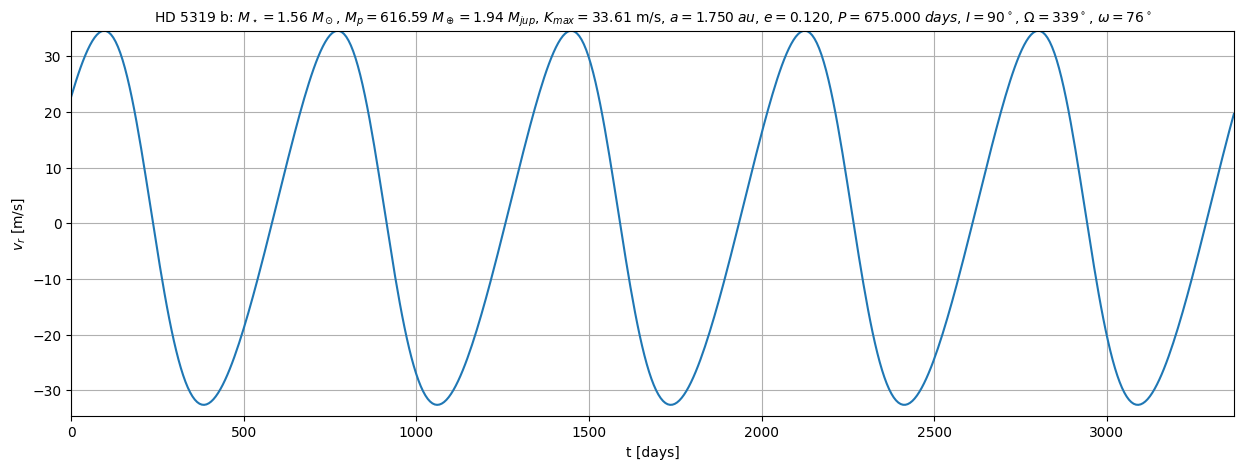 HD 5319 b: M⋆ = 1.56 M⊙, Mp = 616.59 M⊕ = 1.94 Mjup, Kmax = 33.61 m/s, a = 1.750 au, e = 0.120, P = 675.000 days, I = 90°, Ω = 339°, ω = 76°
30
20
10
0
−10
−20
−30
vr [m/s]
0 500 1000 1500 2000 2500 3000
t [days]